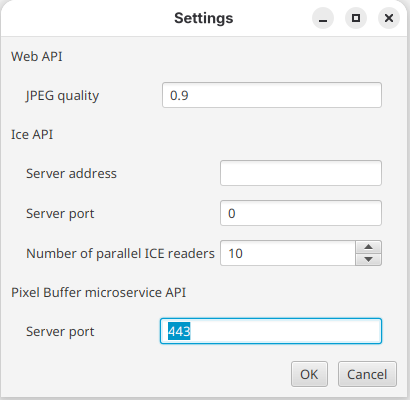 Settings
Web API
JPEG quality 0.9
Ice API
Server address
Server port 0
Number of parallel ICE readers 10
Pixel Buffer microservice API
Server port 443
OK Cancel